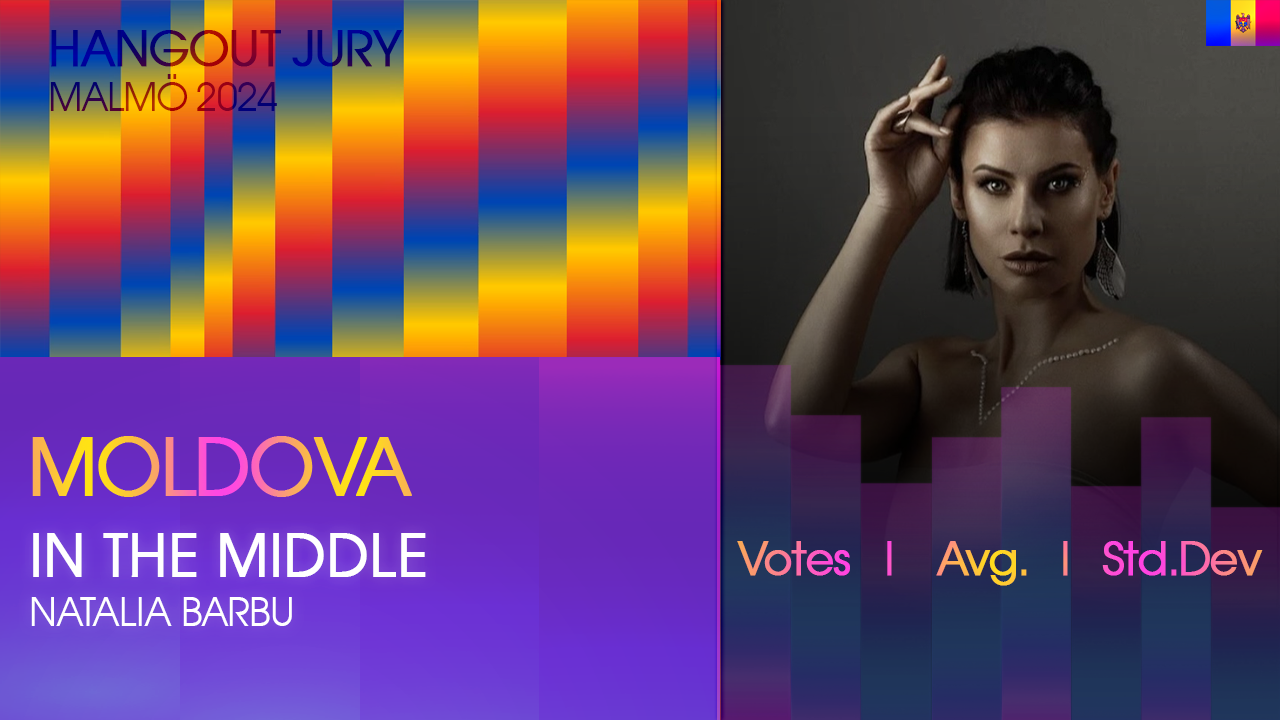 HANGOUT JURY
MALMÖ 2024
MOLDOVA
IN THE MIDDLE
NATALIA BARBU
Votes | Avg. | Std.Dev